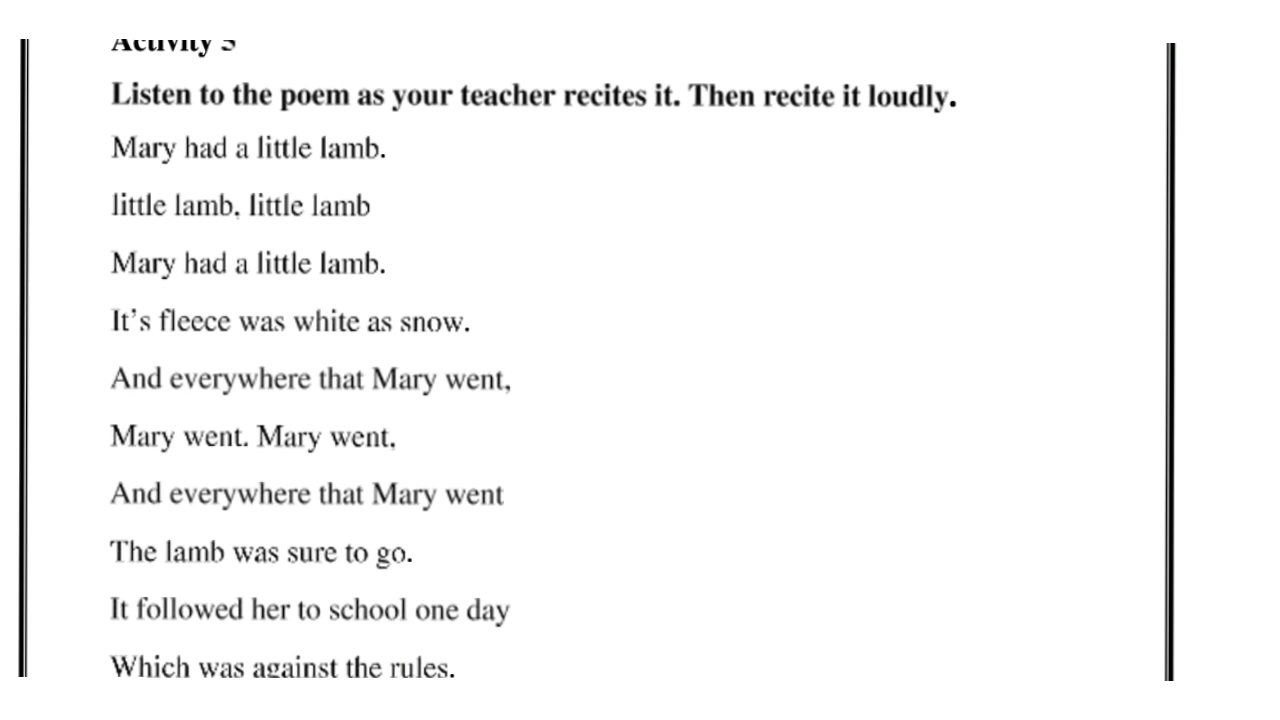 Activity 5
Listen to the poem as your teacher recites it. Then recite it loudly.
Mary had a little lamb.
little lamb, little lamb
Mary had a little lamb.
It's fleece was white as snow.
And everywhere that Mary went,
Mary went. Mary went,
And everywhere that Mary went
The lamb was sure to go.
It followed her to school one day
Which was against the rules.